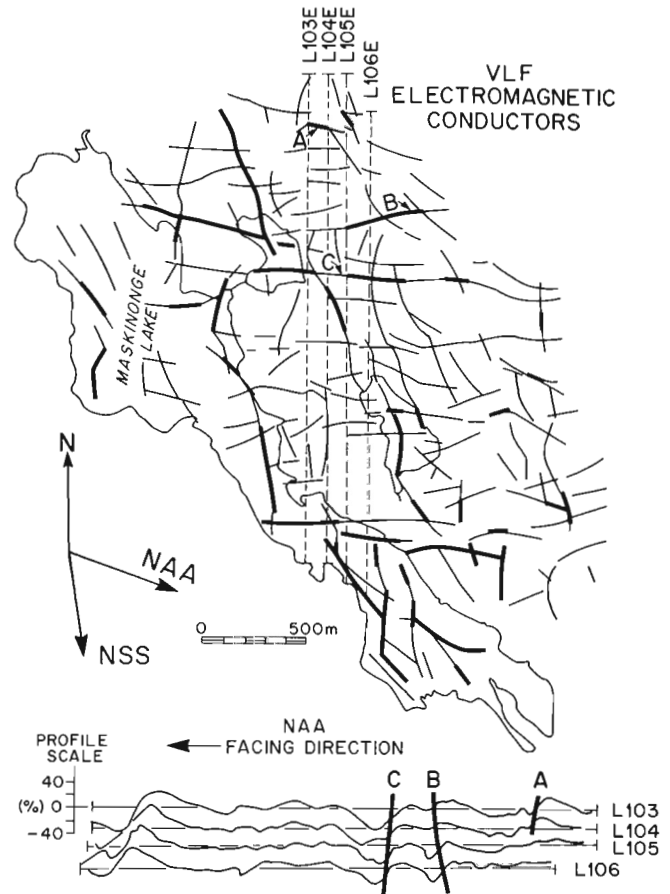 L103E
L104E
L105E
L106E
VLF
ELECTROMAGNETIC
CONDUCTORS
A
B
C
MASKINONGE
LAKE
N
NAA
NSS
0 500m
NAA
FACING DIRECTION
PROFILE
SCALE
40
(%) 0
-40
C B A
L103
L104
L105
L106